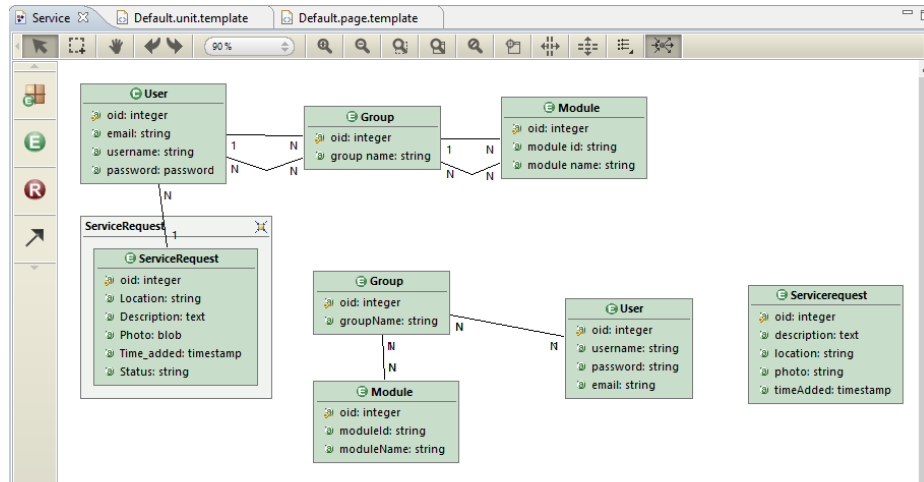 Service
Default.unit.template
Default.page.template
90 %
E User
oid: integer
email: string
username: string
password: password
E Group
oid: integer
group name: string
E Module
oid: integer
module id: string
module name: string
1 N
N N
1 N
N N
N
1
ServiceRequest
E ServiceRequest
oid: integer
Location: string
Description: text
Photo: blob
Time_added: timestamp
Status: string
E Group
oid: integer
groupName: string
N
N
N
N
E Module
oid: integer
moduleId: string
moduleName: string
E User
oid: integer
username: string
password: string
email: string
E Servicerequest
oid: integer
description: text
location: string
photo: string
timeAdded: timestamp
E
R